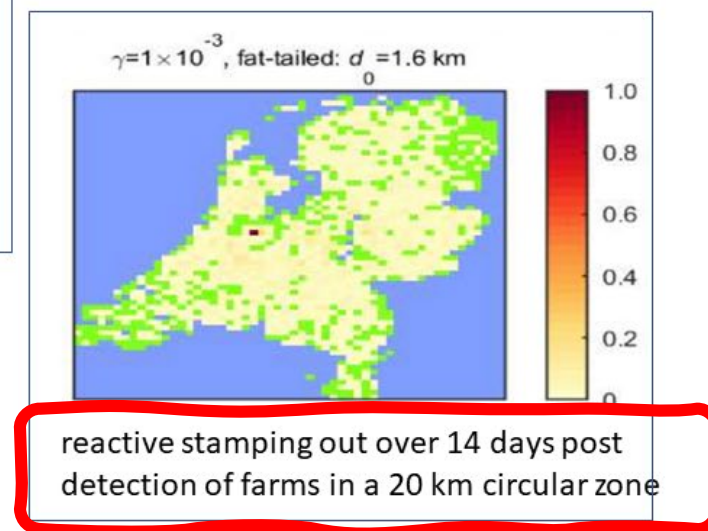 γ=1×10⁻³, fat-tailed: d₀=1.6 km
1.0
0.8
0.6
0.4
0.2
0
reactive stamping out over 14 days post
detection of farms in a 20 km circular zone